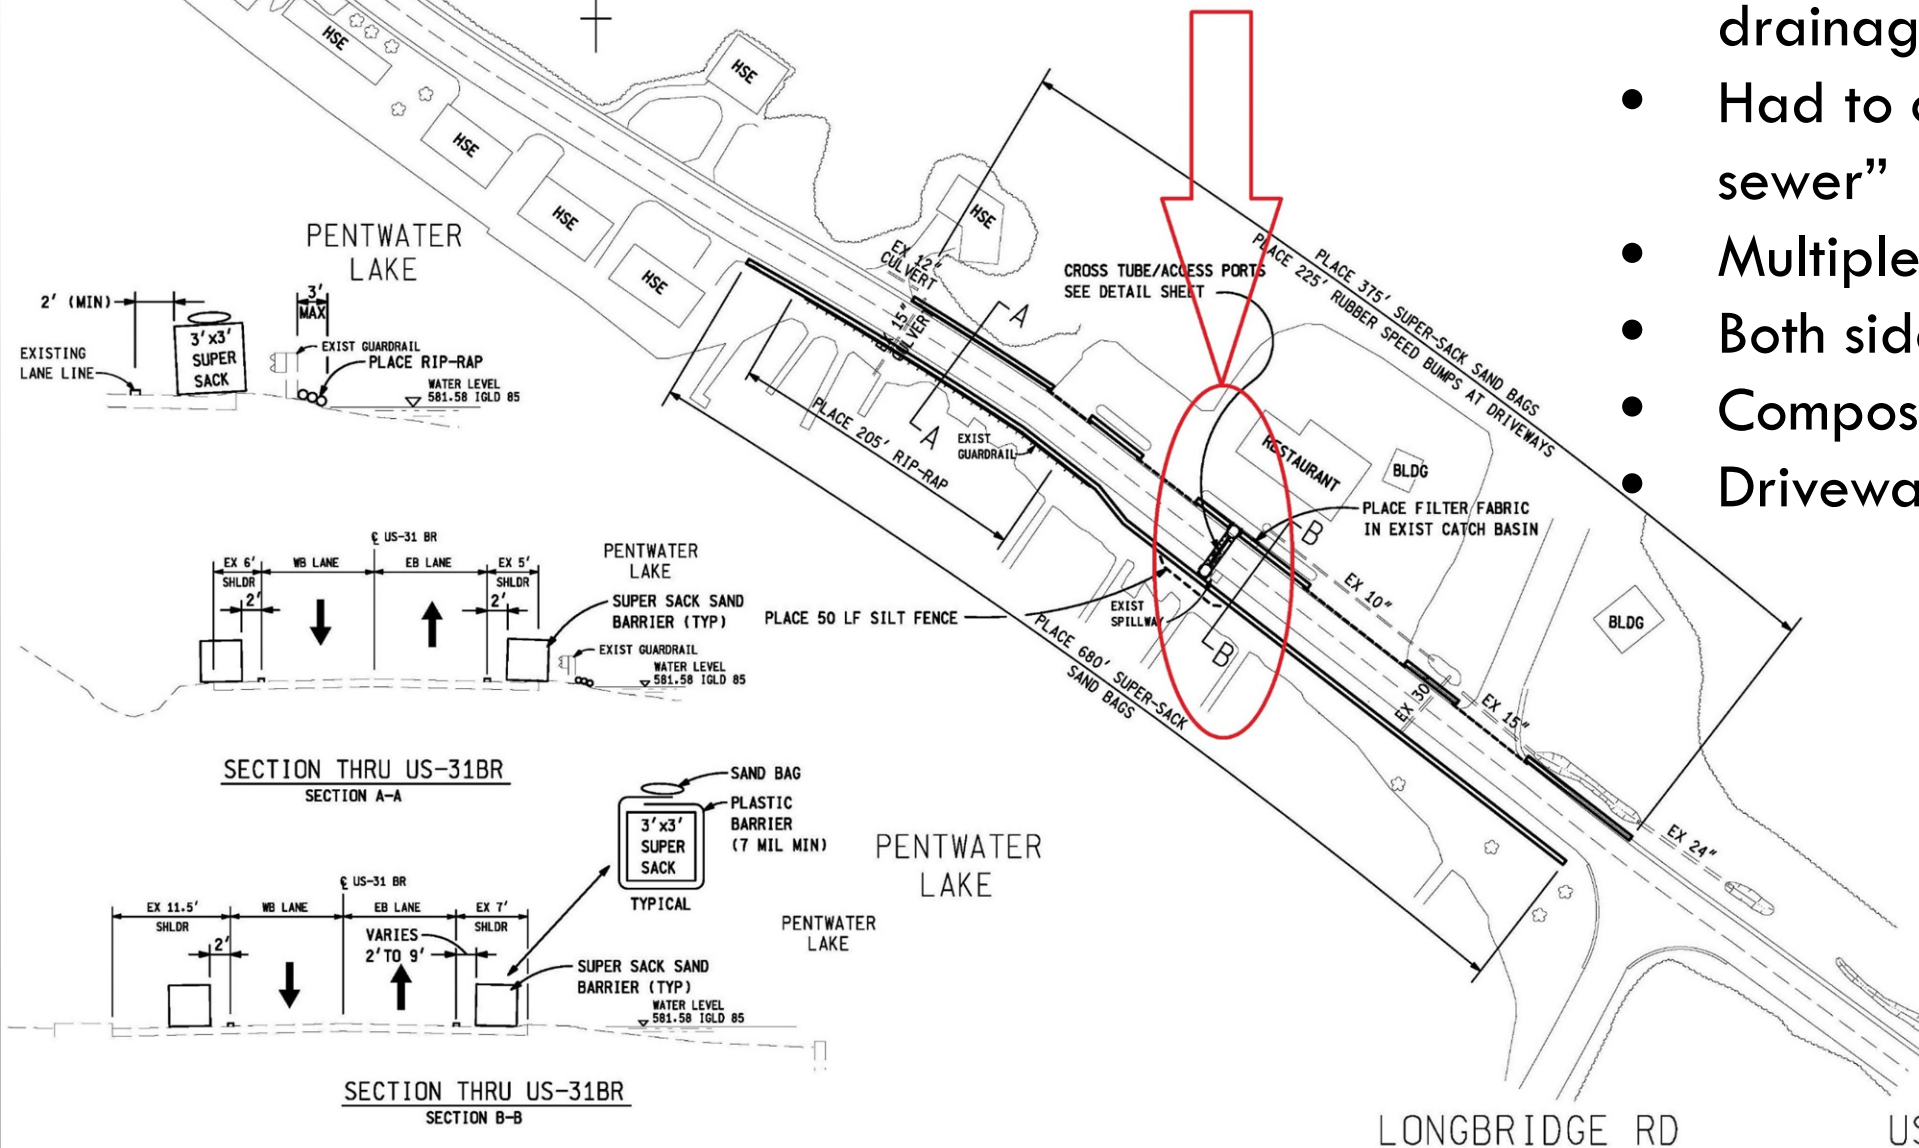 drainag
• Had to
sewer”
• Multiple
• Both sid
• Compos
• Drivewa
HSE
HSE
HSE
HSE
HSE
HSE
HSE
PENTWATER
LAKE
2' (MIN)
3'
MAX
3'x3'
SUPER
SACK
EXISTING
LANE LINE
EXIST GUARDRAIL
PLACE RIP-RAP
WATER LEVEL
581.58 IGLD 85
EX 12"
CULVERT
EX 15"
A
A
CROSS TUBE/ACCESS PORTS
SEE DETAIL SHEET
PLACE 375' SUPER-SACK SAND BAGS
PLACE 225' RUBBER SPEED BUMPS AT DRIVEWAYS
PLACE 205' RIP-RAP
EXIST
GUARDRAIL
RESTAURANT
BLDG
PLACE FILTER FABRIC
IN EXIST CATCH BASIN
B
B
EX 10"
EXIST
SPILLWAY
PLACE 50 LF SILT FENCE
PLACE 680' SUPER-SACK
SAND BAGS
BLDG
EX 30"
EX 15"
EX 24"
℄ US-31 BR
EX 6'
SHLDR
WB LANE
EB LANE
EX 5'
SHLDR
2'
2'
PENTWATER
LAKE
SUPER SACK SAND
BARRIER (TYP)
EXIST GUARDRAIL
WATER LEVEL
581.58 IGLD 85
SECTION THRU US-31BR
SECTION A-A
SAND BAG
PLASTIC
BARRIER
(7 MIL MIN)
3'x3'
SUPER
SACK
TYPICAL
PENTWATER
LAKE
PENTWATER
LAKE
℄ US-31 BR
EX 11.5'
SHLDR
WB LANE
EB LANE
EX 7'
SHLDR
2'
VARIES
2' TO 9'
SUPER SACK SAND
BARRIER (TYP)
WATER LEVEL
581.58 IGLD 85
SECTION THRU US-31BR
SECTION B-B
LONGBRIDGE RD
US